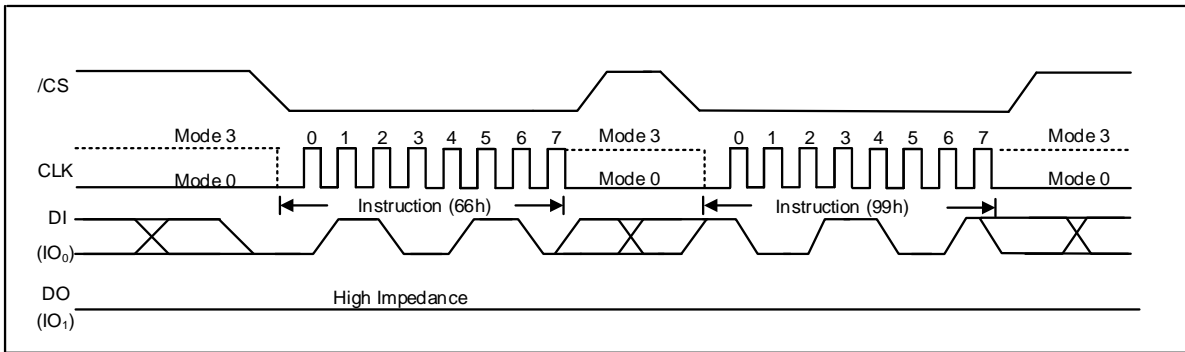 /CS
Mode 3 0 1 2 3 4 5 6 7 Mode 3 0 1 2 3 4 5 6 7 Mode 3
CLK
Mode 0 Mode 0 Mode 0
Instruction (66h) Instruction (99h)
DI
(IO₀)
DO
High Impedance
(IO₁)